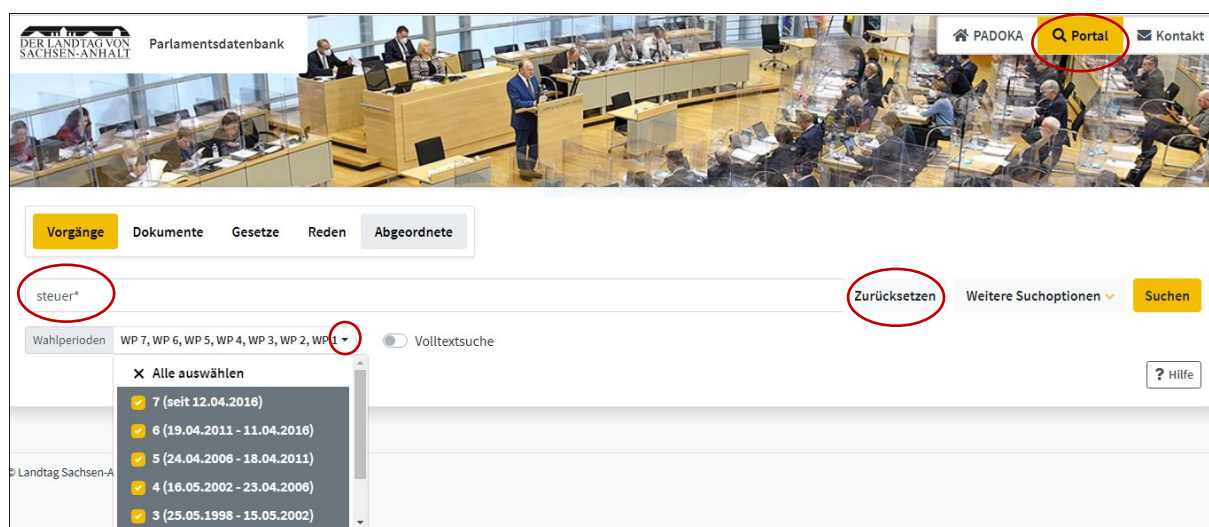 DER LANDTAG VON
SACHSEN-ANHALT
Parlamentsdatenbank
PADOKA
Portal
Kontakt
Vorgänge
Dokumente
Gesetze
Reden
Abgeordnete
steuer*
Zurücksetzen
Weitere Suchoptionen
Suchen
Wahlperioden
WP 7, WP 6, WP 5, WP 4, WP 3, WP 2, WP 1
Volltextsuche
Alle auswählen
? Hilfe
7 (seit 12.04.2016)
6 (19.04.2011 - 11.04.2016)
5 (24.04.2006 - 18.04.2011)
© Landtag Sachsen-A
4 (16.05.2002 - 23.04.2006)
3 (25.05.1998 - 15.05.2002)